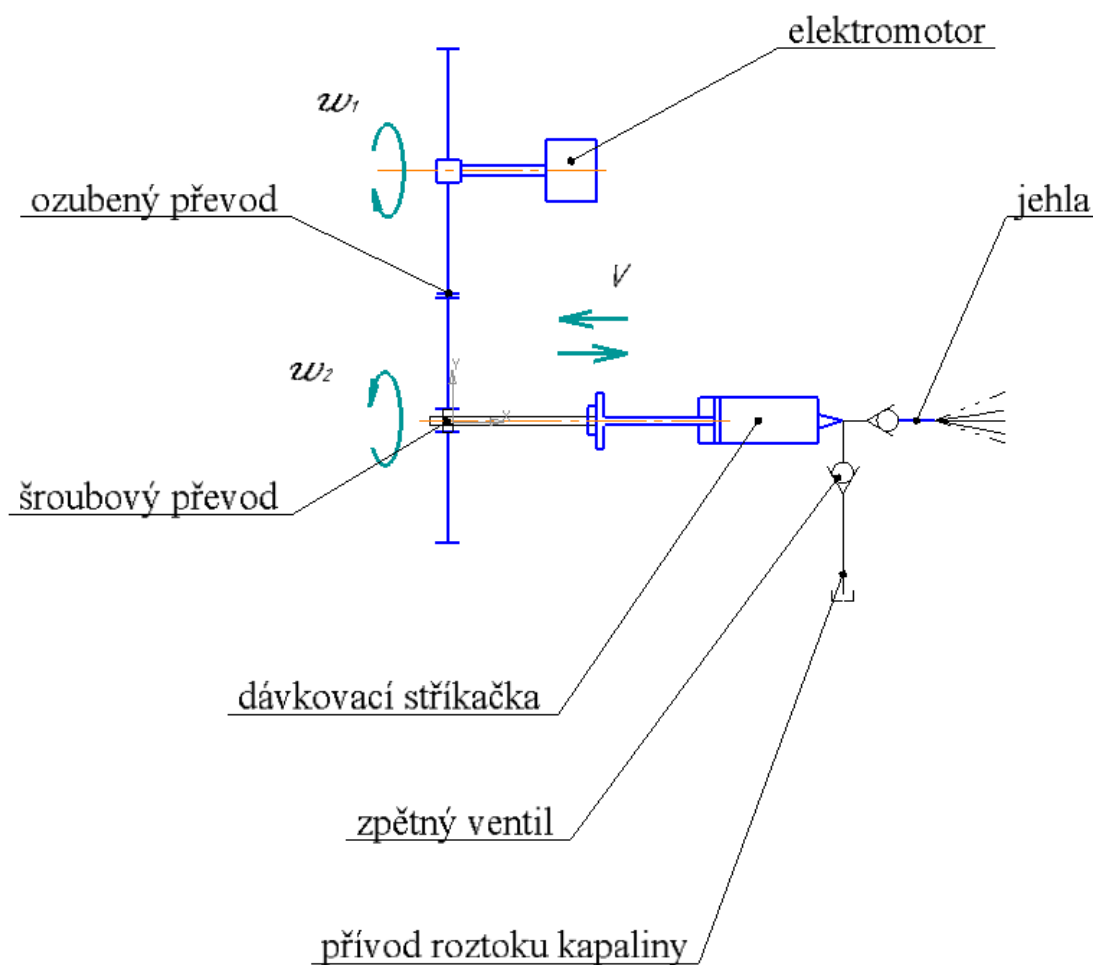 elektromotor
w₁
ozubený převod
jehla
V
w₂
Y
X
šroubový převod
dávkovací stříkačka
zpětný ventil
přívod roztoku kapaliny